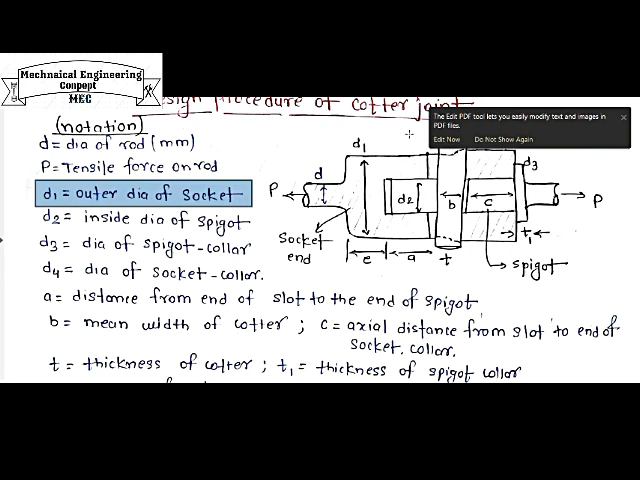 Mechnaical Engineering
Conpept
MEC
Design procedure of cotter joint
The Edit PDF tool lets you easily modify text and images in
PDF files.
Edit Now Do Not Show Again
(notation)
d = dia of rod (mm)
P = Tensile force on rod
d1 = outer dia of Socket
d2 = inside dia of spigot
d3 = dia of spigot-collar
d4 = dia of socket-collar.
a = distance from end of slot to the end of spigot
b = mean width of cotter ; c = axial distance from slot to end of
socket. collar.
t = thickness of cotter ; t1 = thickness of spigot collar
d1
d3
d
P
d2
b
c
P
Socket
end
e
a
t
t1
spigot